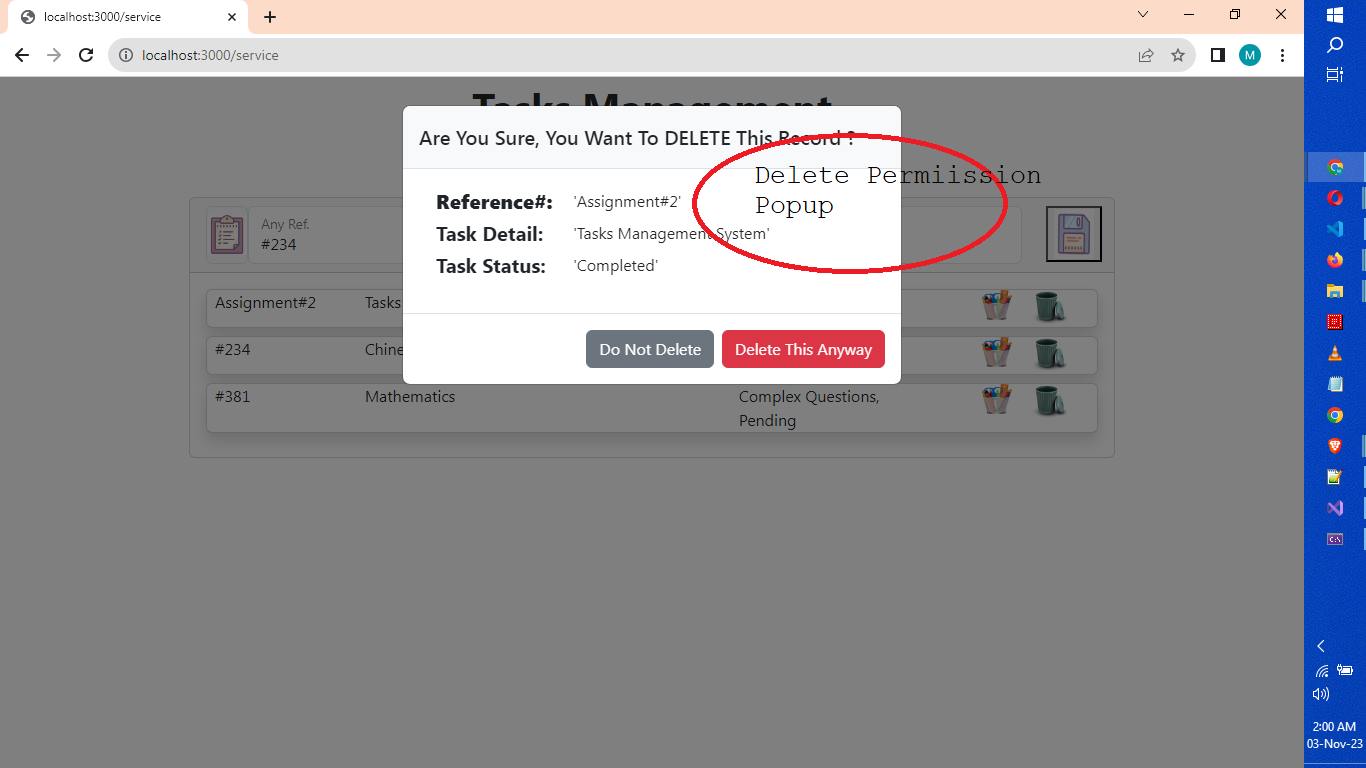 localhost:3000/service
localhost:3000/service
M
Tasks Management
Are You Sure, You Want To DELETE This Record ?
Delete Permiission
Popup
Reference#: 'Assignment#2'
Task Detail: 'Tasks Management System'
Task Status: 'Completed'
Do Not Delete
Delete This Anyway
Any Ref.
#234
Assignment#2 Tasks
#234 Chine
#381 Mathematics Complex Questions,
Pending
2:00 AM
03-Nov-23